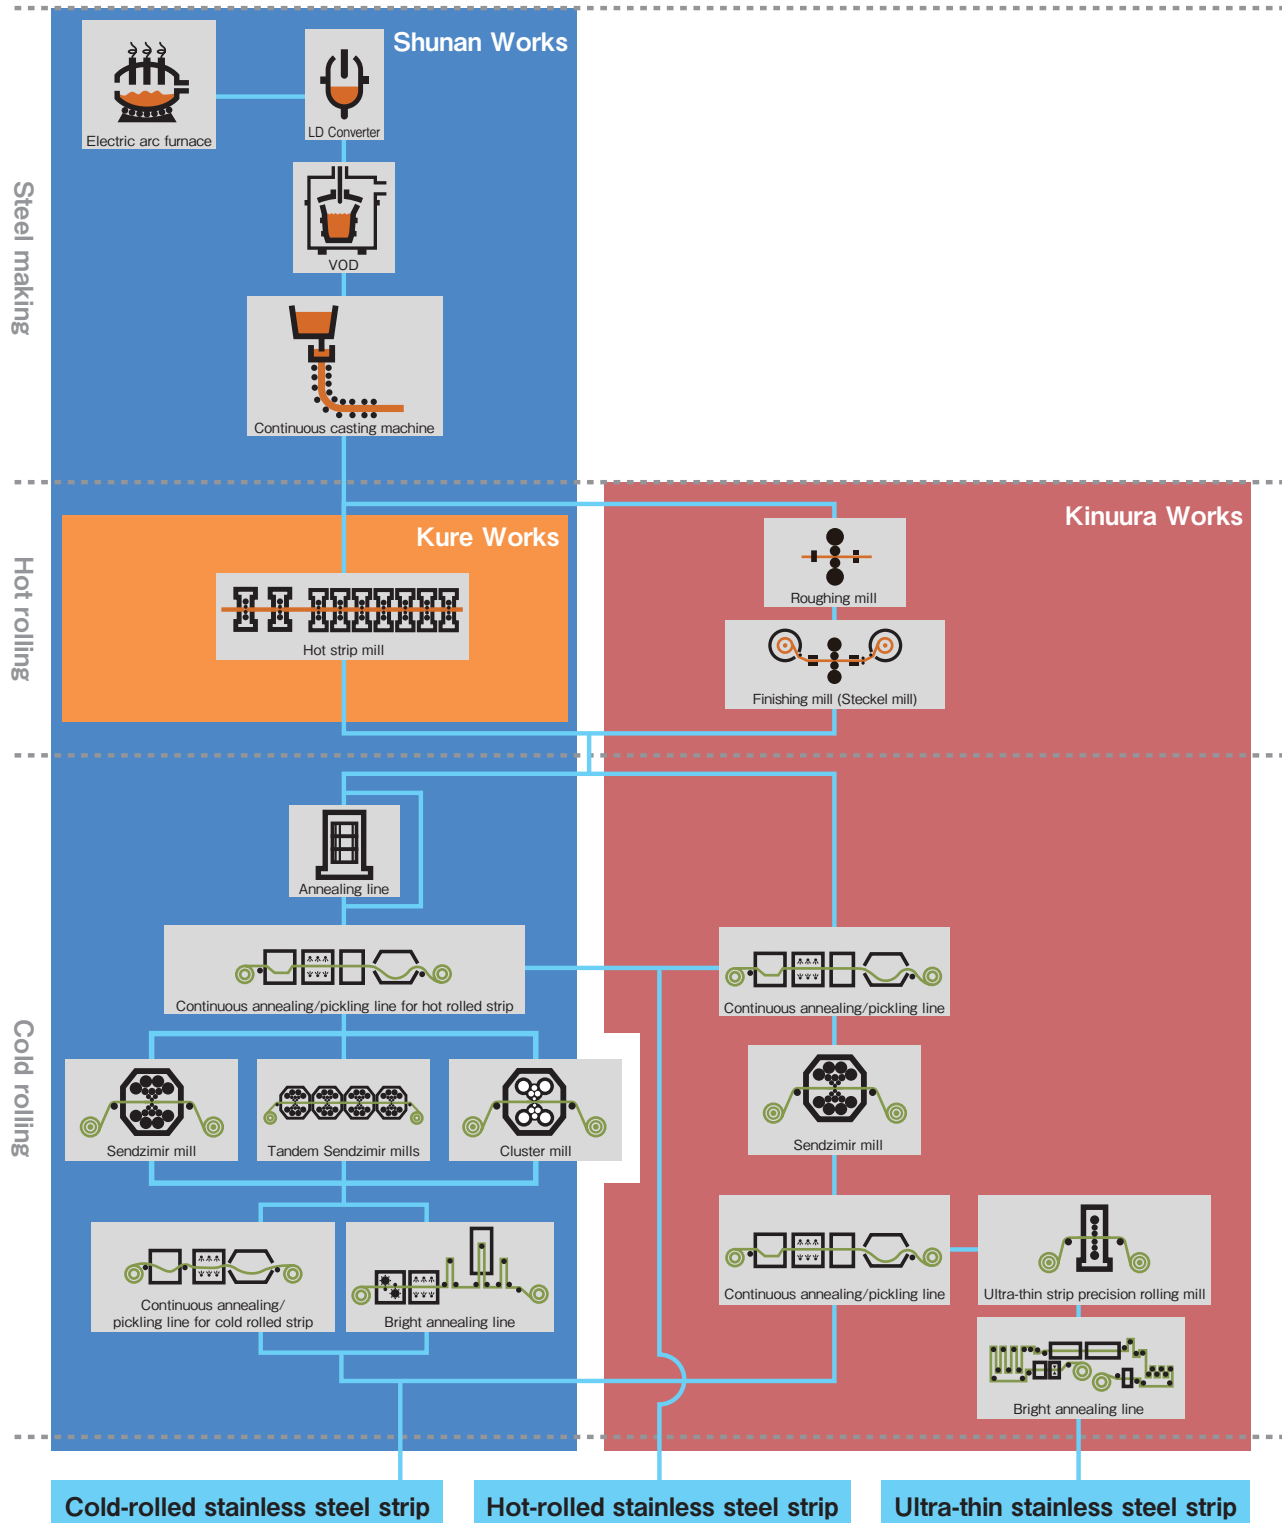 Shunan Works
Electric arc furnace
LD Converter
VOD
Continuous casting machine
Steel making
Kure Works
Kinuura Works
Hot strip mill
Roughing mill
Finishing mill (Steckel mill)
Hot rolling
Annealing line
Continuous annealing/pickling line for hot rolled strip
Continuous annealing/pickling line
Cold rolling
Sendzimir mill
Tandem Sendzimir mills
Cluster mill
Sendzimir mill
Continuous annealing/
pickling line for cold rolled strip
Bright annealing line
Continuous annealing/pickling line
Ultra-thin strip precision rolling mill
Bright annealing line
Cold-rolled stainless steel strip
Hot-rolled stainless steel strip
Ultra-thin stainless steel strip